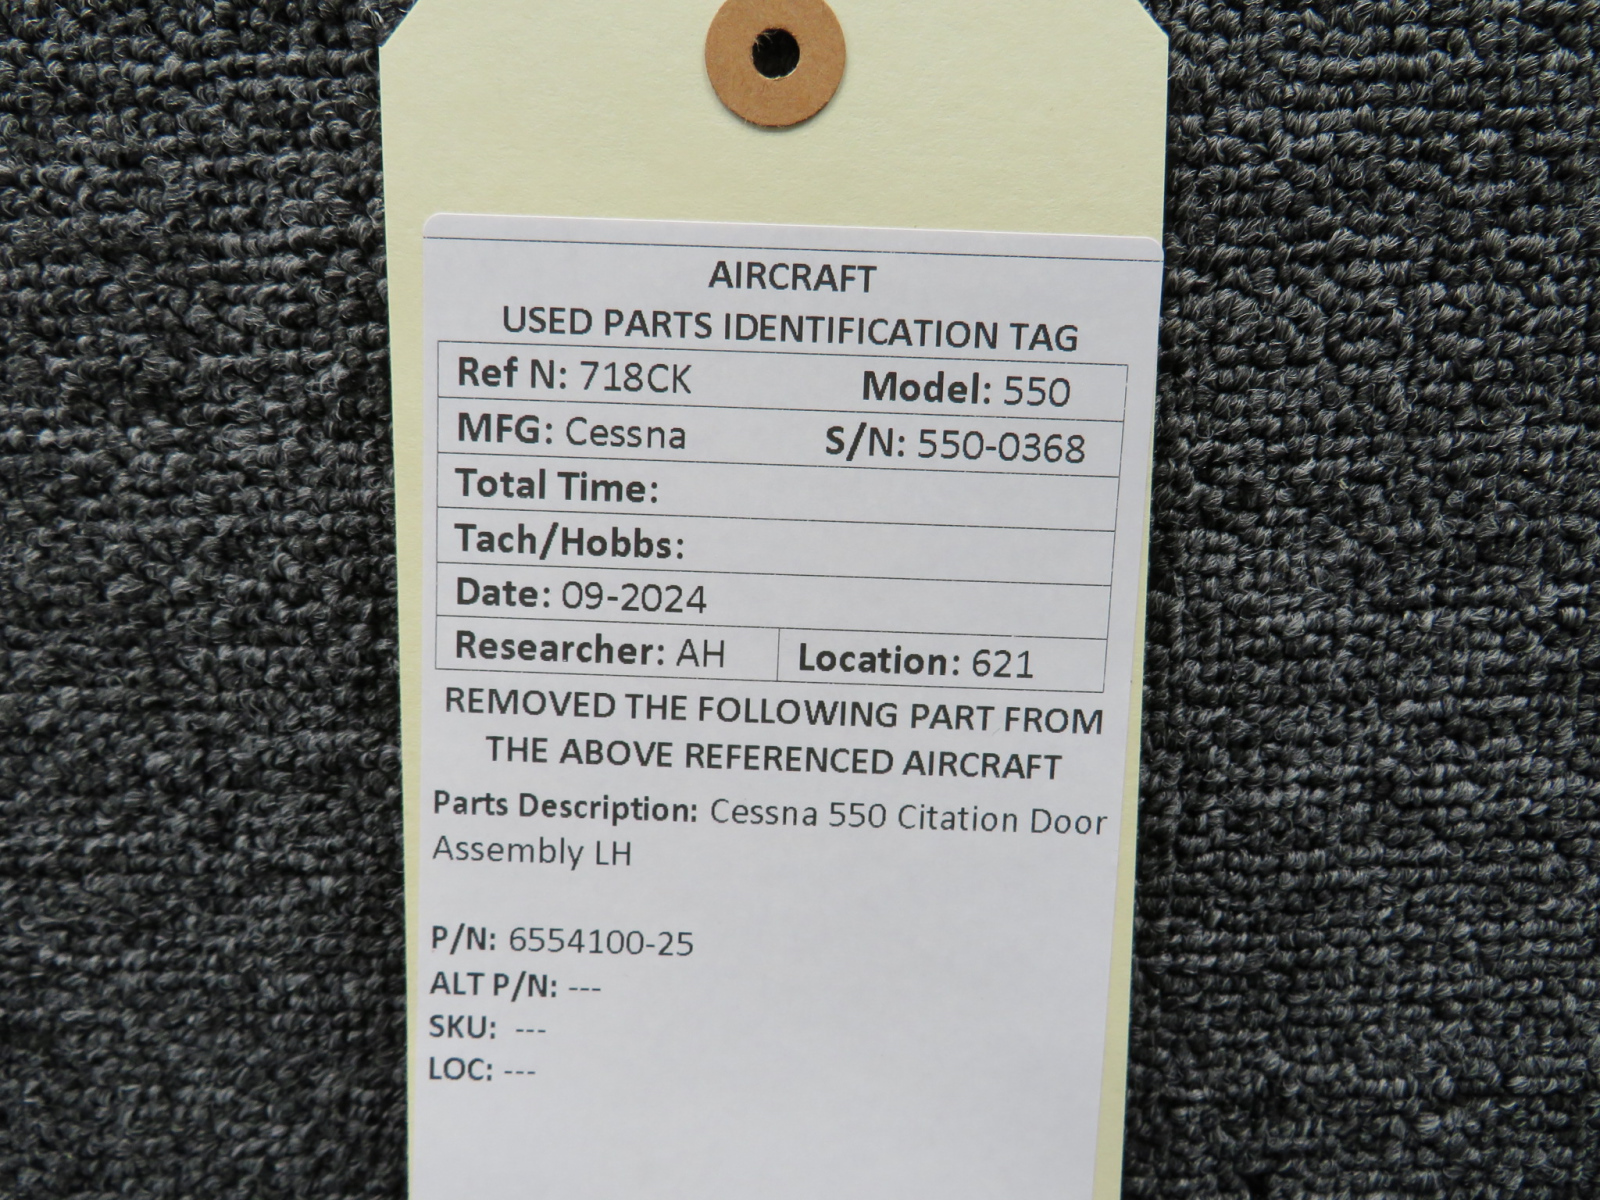 AIRCRAFT
USED PARTS IDENTIFICATION TAG
Ref N: 718CK Model: 550
MFG: Cessna S/N: 550-0368
Total Time:
Tach/Hobbs:
Date: 09-2024
Researcher: AH Location: 621
REMOVED THE FOLLOWING PART FROM
THE ABOVE REFERENCED AIRCRAFT
Parts Description: Cessna 550 Citation Door
Assembly LH
P/N: 6554100-25
ALT P/N: ---
SKU: ---
LOC: ---